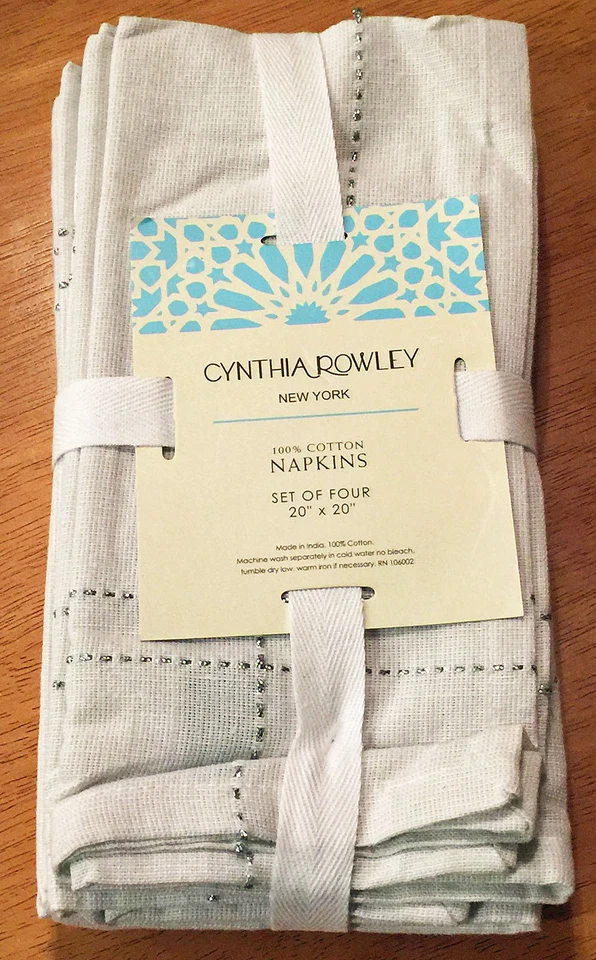 CYNTHIA ROWLEY
NEW YORK
100% COTTON
NAPKINS
SET OF FOUR
20" x 20"
Made in India. 100% Cotton.
Machine wash separately in cold water no bleach,
tumble dry low. warm iron if necessary. RN 106002